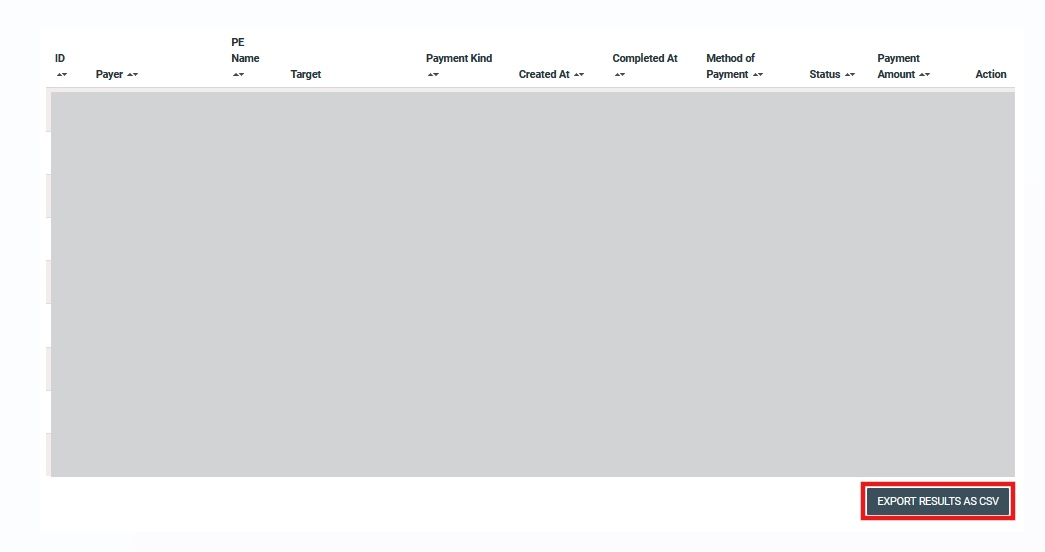 ID
Payer
PE
Name
Target
Payment Kind
Created At
Completed At
Method of
Payment
Status
Payment
Amount
Action
EXPORT RESULTS AS CSV